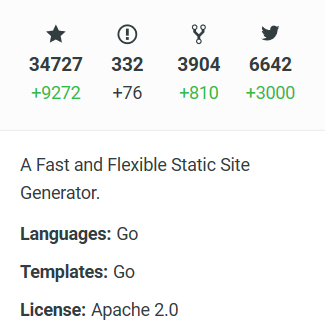 34727 332 3904 6642
+9272 +76 +810 +3000
A Fast and Flexible Static Site
Generator.
Languages: Go
Templates: Go
License: Apache 2.0